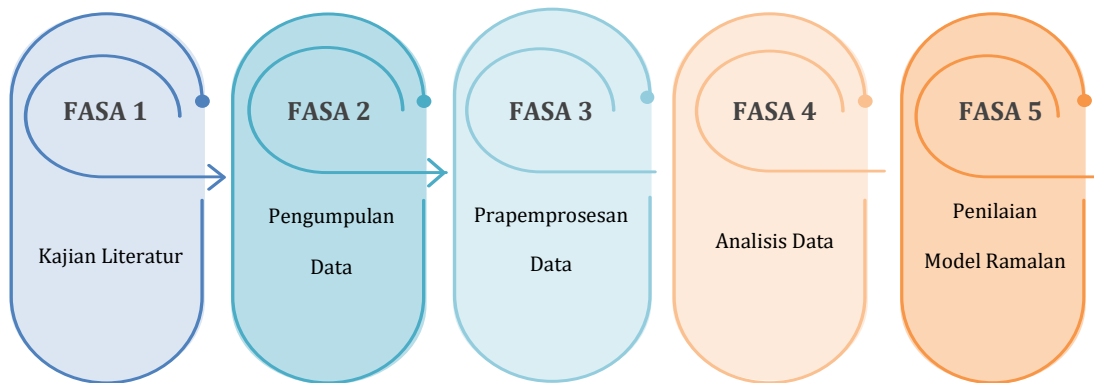 FASA 1
Kajian Literatur
FASA 2
Pengumpulan
Data
FASA 3
Prapemprosesan
Data
FASA 4
Analisis Data
FASA 5
Penilaian
Model Ramalan